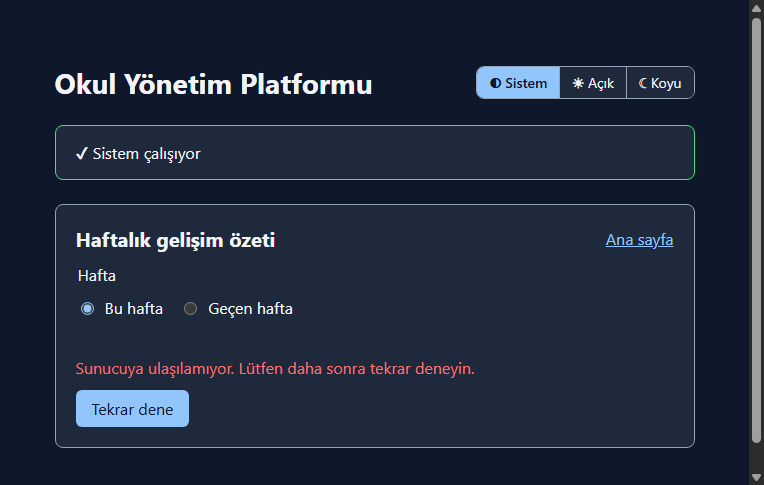 Okul Yönetim Platformu
Sistem
Açık
Koyu
Sistem çalışıyor
Haftalık gelişim özeti
Ana sayfa
Hafta
Bu hafta
Geçen hafta
Sunucuya ulaşılamıyor. Lütfen daha sonra tekrar deneyin.
Tekrar dene